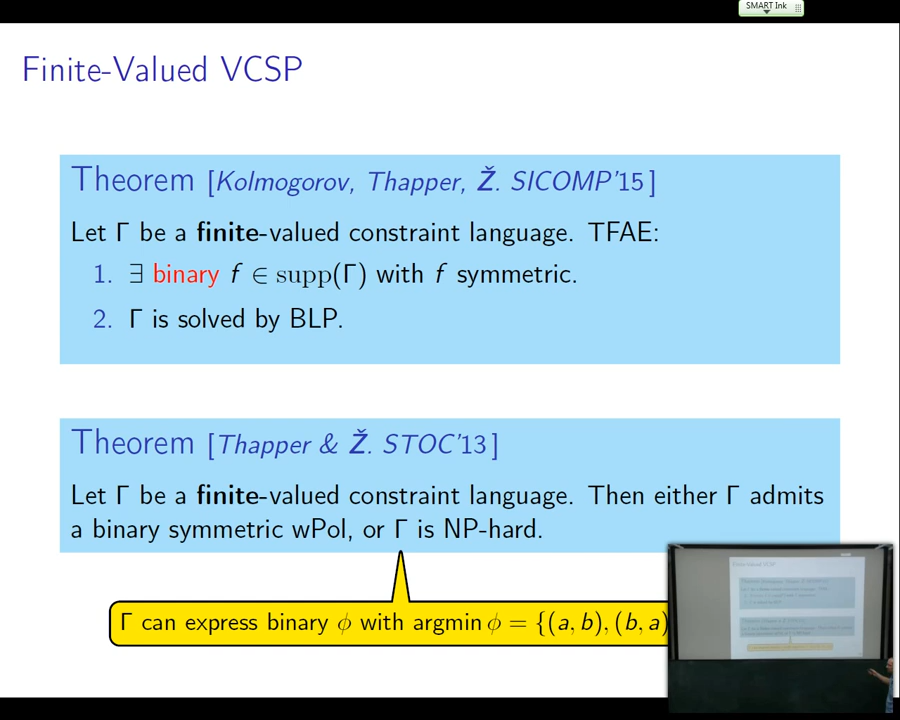 SMART Ink
Finite-Valued VCSP
Theorem [Kolmogorov, Thapper, Ž. SICOMP'15]
Let Γ be a finite-valued constraint language. TFAE:
1. ∃ binary f ∈ supp(Γ) with f symmetric.
2. Γ is solved by BLP.
Theorem [Thapper & Ž. STOC'13]
Let Γ be a finite-valued constraint language. Then either Γ admits
a binary symmetric wPol, or Γ is NP-hard.
Γ can express binary ϕ with argmin ϕ = {(a, b), (b, a)